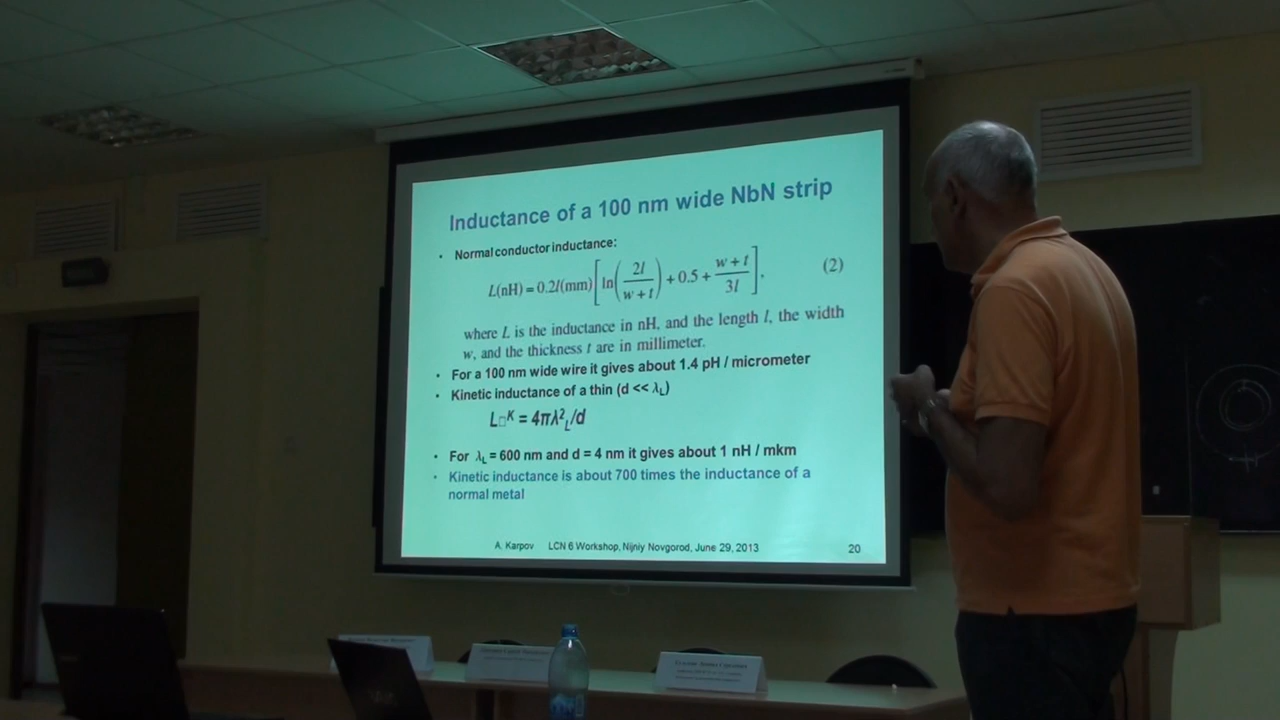 Inductance of a 100 nm wide NbN strip
• Normal conductor inductance:
L(nH) = 0.2l(mm)[ln(2l/(w + t)) + 0.5 + (w + t)/3l], (2)
where L is the inductance in nH, and the length l, the width
w, and the thickness t are in millimeter.
• For a 100 nm wide wire it gives about 1.4 pH / micrometer
• Kinetic inductance of a thin (d << λL)
L□ᴷ = 4πλ²L/d
• For λL = 600 nm and d = 4 nm it gives about 1 nH / mkm
• Kinetic inductance is about 700 times the inductance of a
normal metal
A. Karpov LCN 6 Workshop, Nijniy Novgorod, June 29, 2013 20